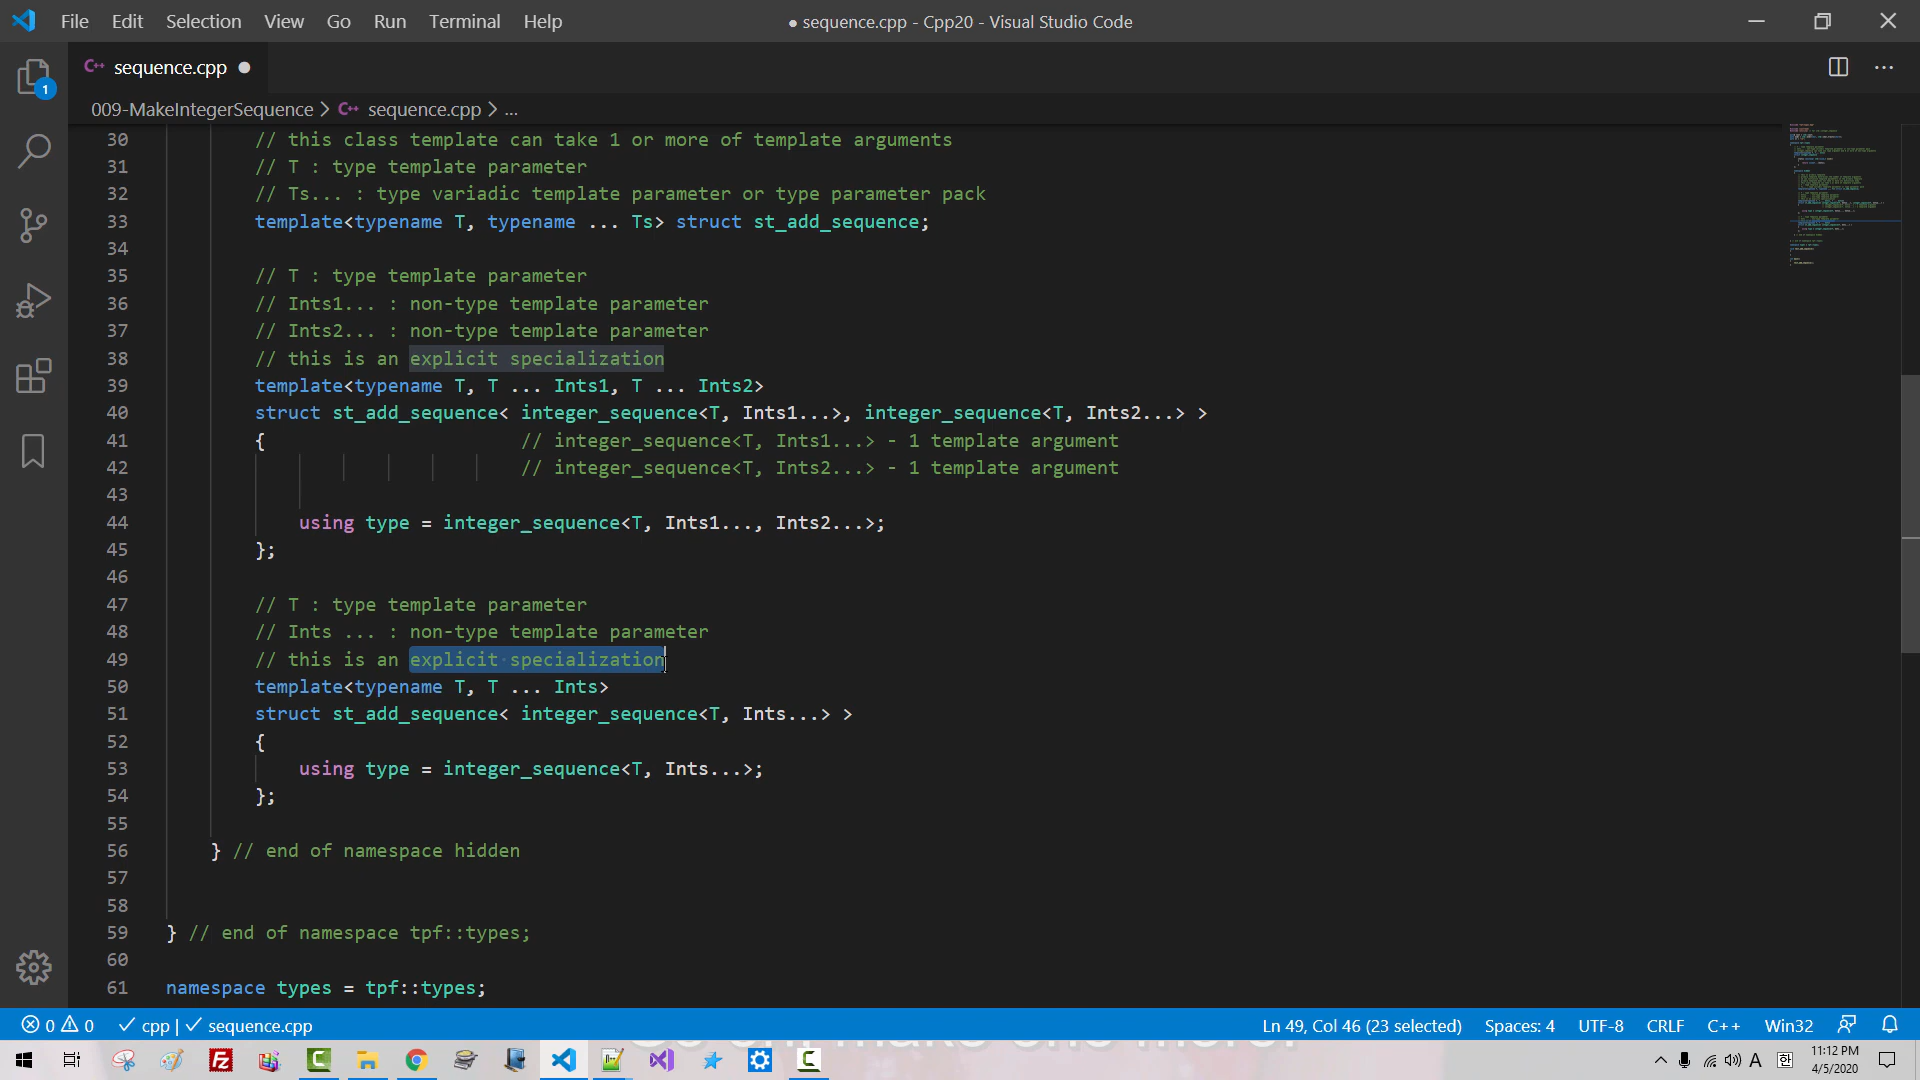 File Edit Selection View Go Run Terminal Help
● sequence.cpp - Cpp20 - Visual Studio Code
C++ sequence.cpp ●
009-MakeIntegerSequence > C++ sequence.cpp > ...
30 // this class template can take 1 or more of template arguments
31 // T : type template parameter
32 // Ts... : type variadic template parameter or type parameter pack
33 template<typename T, typename ... Ts> struct st_add_sequence;
34
35 // T : type template parameter
36 // Ints1... : non-type template parameter
37 // Ints2... : non-type template parameter
38 // this is an explicit specialization
39 template<typename T, T ... Ints1, T ... Ints2>
40 struct st_add_sequence< integer_sequence<T, Ints1...>, integer_sequence<T, Ints2...> >
41 { // integer_sequence<T, Ints1...> - 1 template argument
42 // integer_sequence<T, Ints2...> - 1 template argument
43
44 using type = integer_sequence<T, Ints1..., Ints2...>;
45 };
46
47 // T : type template parameter
48 // Ints ... : non-type template parameter
49 // this is an explicit specialization
50 template<typename T, T ... Ints>
51 struct st_add_sequence< integer_sequence<T, Ints...> >
52 {
53 using type = integer_sequence<T, Ints...>;
54 };
55
56 } // end of namespace hidden
57
58
59 } // end of namespace tpf::types;
60
61 namespace types = tpf::types;
1
0 0 cpp | sequence.cpp
Ln 49, Col 46 (23 selected) Spaces: 4 UTF-8 CRLF C++ Win32
A 한 11:12 PM
4/5/2020